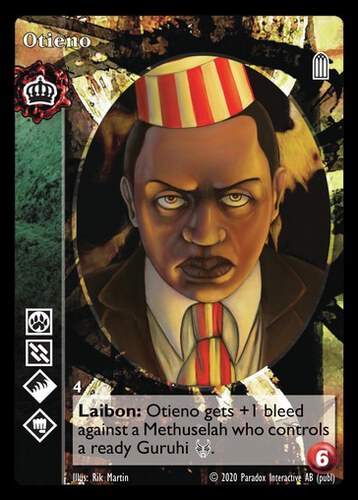 Otieno
4
Laibon: Otieno gets +1 bleed
against a Methuselah who controls
a ready Guruhi .
6
Illus: Rik Martin © 2020 Paradox Interactive AB (publ)